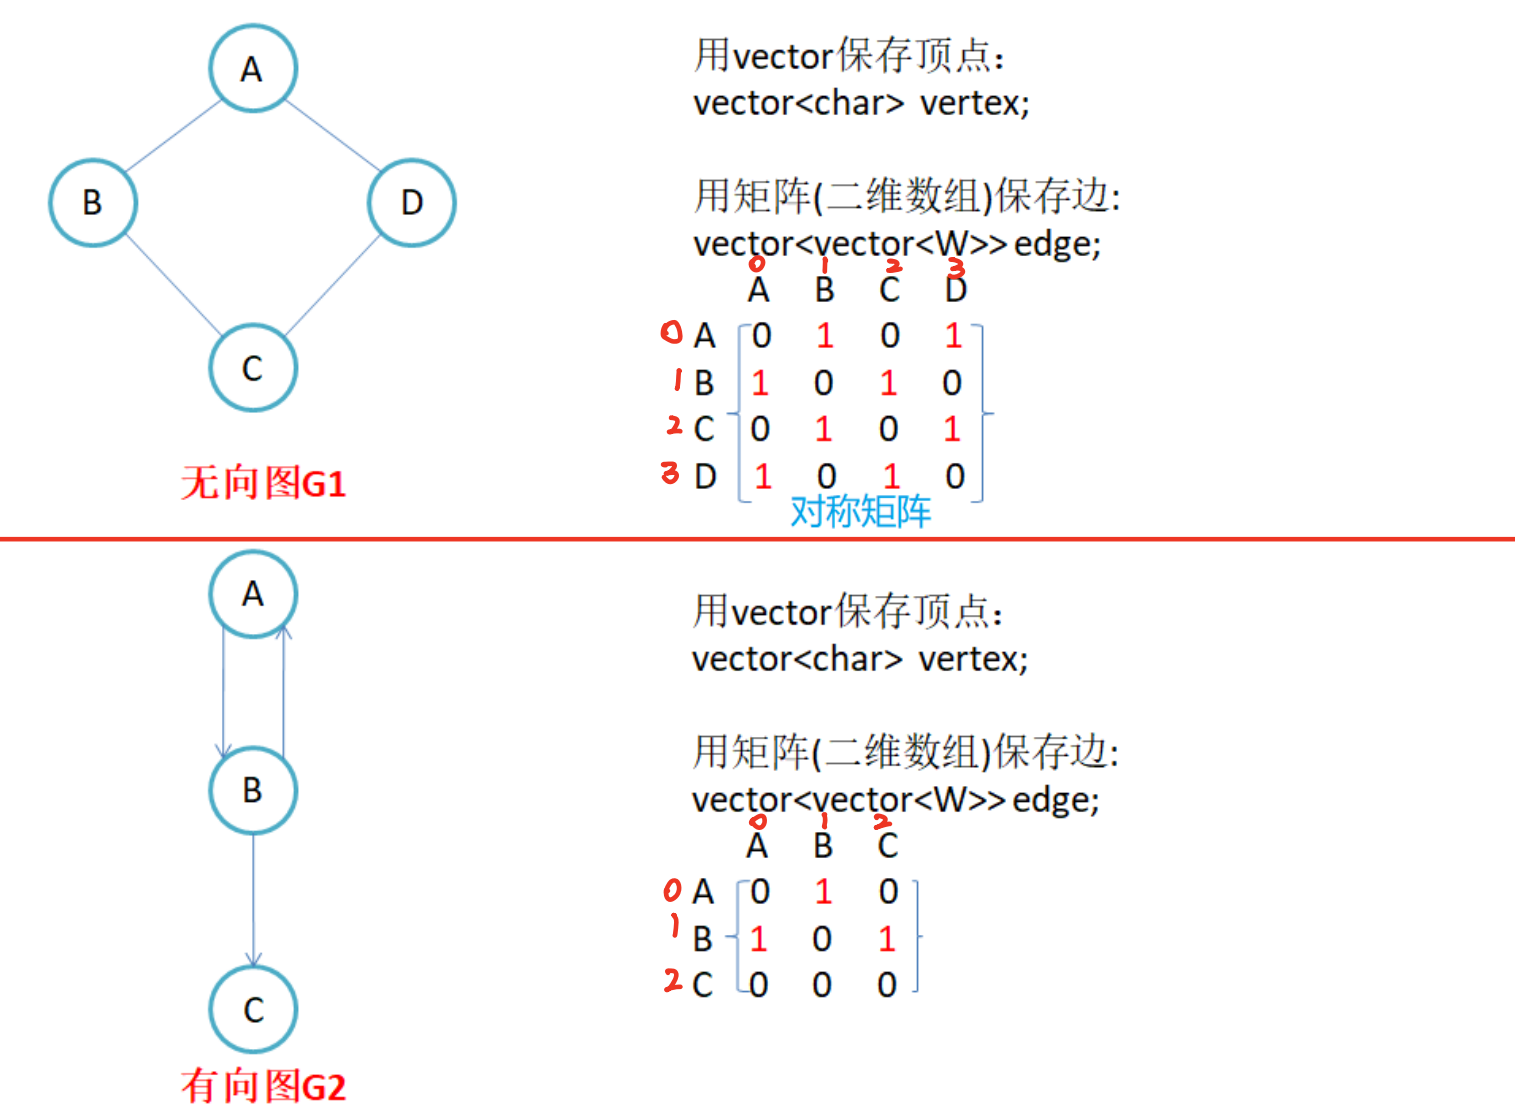 A
B
D
C
无向图G1
用vector保存顶点：
vector<char> vertex;
用矩阵(二维数组)保存边:
vector<vector<W>> edge;
0 1 2 3
A B C D
0 A 0 1 0 1
1 B 1 0 1 0
2 C 0 1 0 1
3 D 1 0 1 0
对称矩阵
A
B
C
有向图G2
用vector保存顶点：
vector<char> vertex;
用矩阵(二维数组)保存边:
vector<vector<W>> edge;
0 1 2
A B C
0 A 0 1 0
1 B 1 0 1
2 C 0 0 0